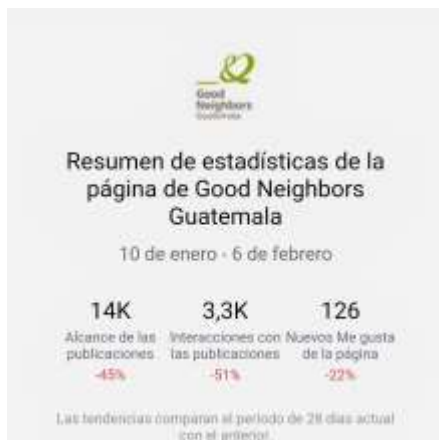 Good
Neighbors
Guatemala
Resumen de estadísticas de la
página de Good Neighbors
Guatemala
10 de enero - 6 de febrero
14K
3,3K
126
Alcance de las
publicaciones
Interacciones con
las publicaciones
Nuevos Me gusta
de la página
-45%
-51%
-22%
Las tendencias comparan el periodo de 28 días actual
con el anterior.